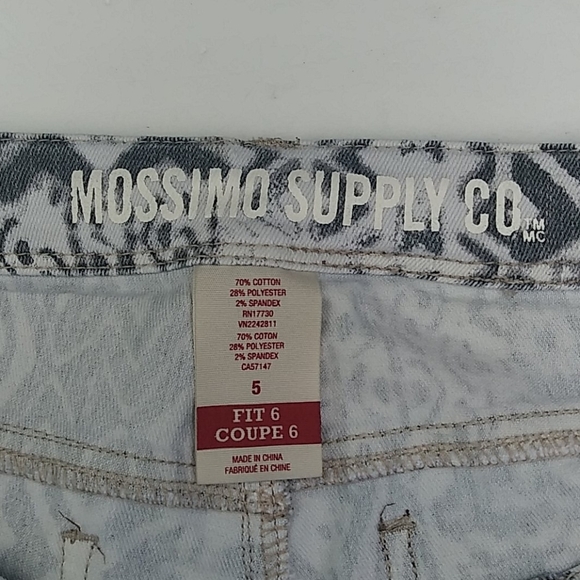 MOSSIMO SUPPLY CO.
TM
MC
70% COTTON
28% POLYESTER
2% SPANDEX
RN17730
VN2242811
70% COTON
28% POLYESTER
2% SPANDEX
CA57147
5
FIT 6
COUPE 6
MADE IN CHINA
FABRIQUÉ EN CHINE